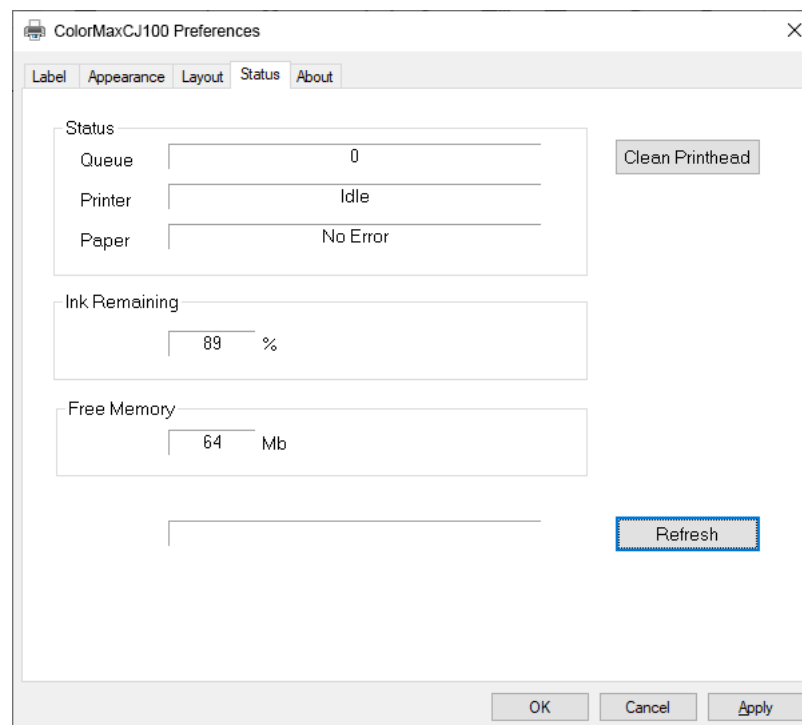 ColorMaxCJ100 Preferences
Label Appearance Layout Status About
Status
Queue 0
Clean Printhead
Printer Idle
Paper No Error
Ink Remaining
89 %
Free Memory
64 Mb
Refresh
OK Cancel Apply